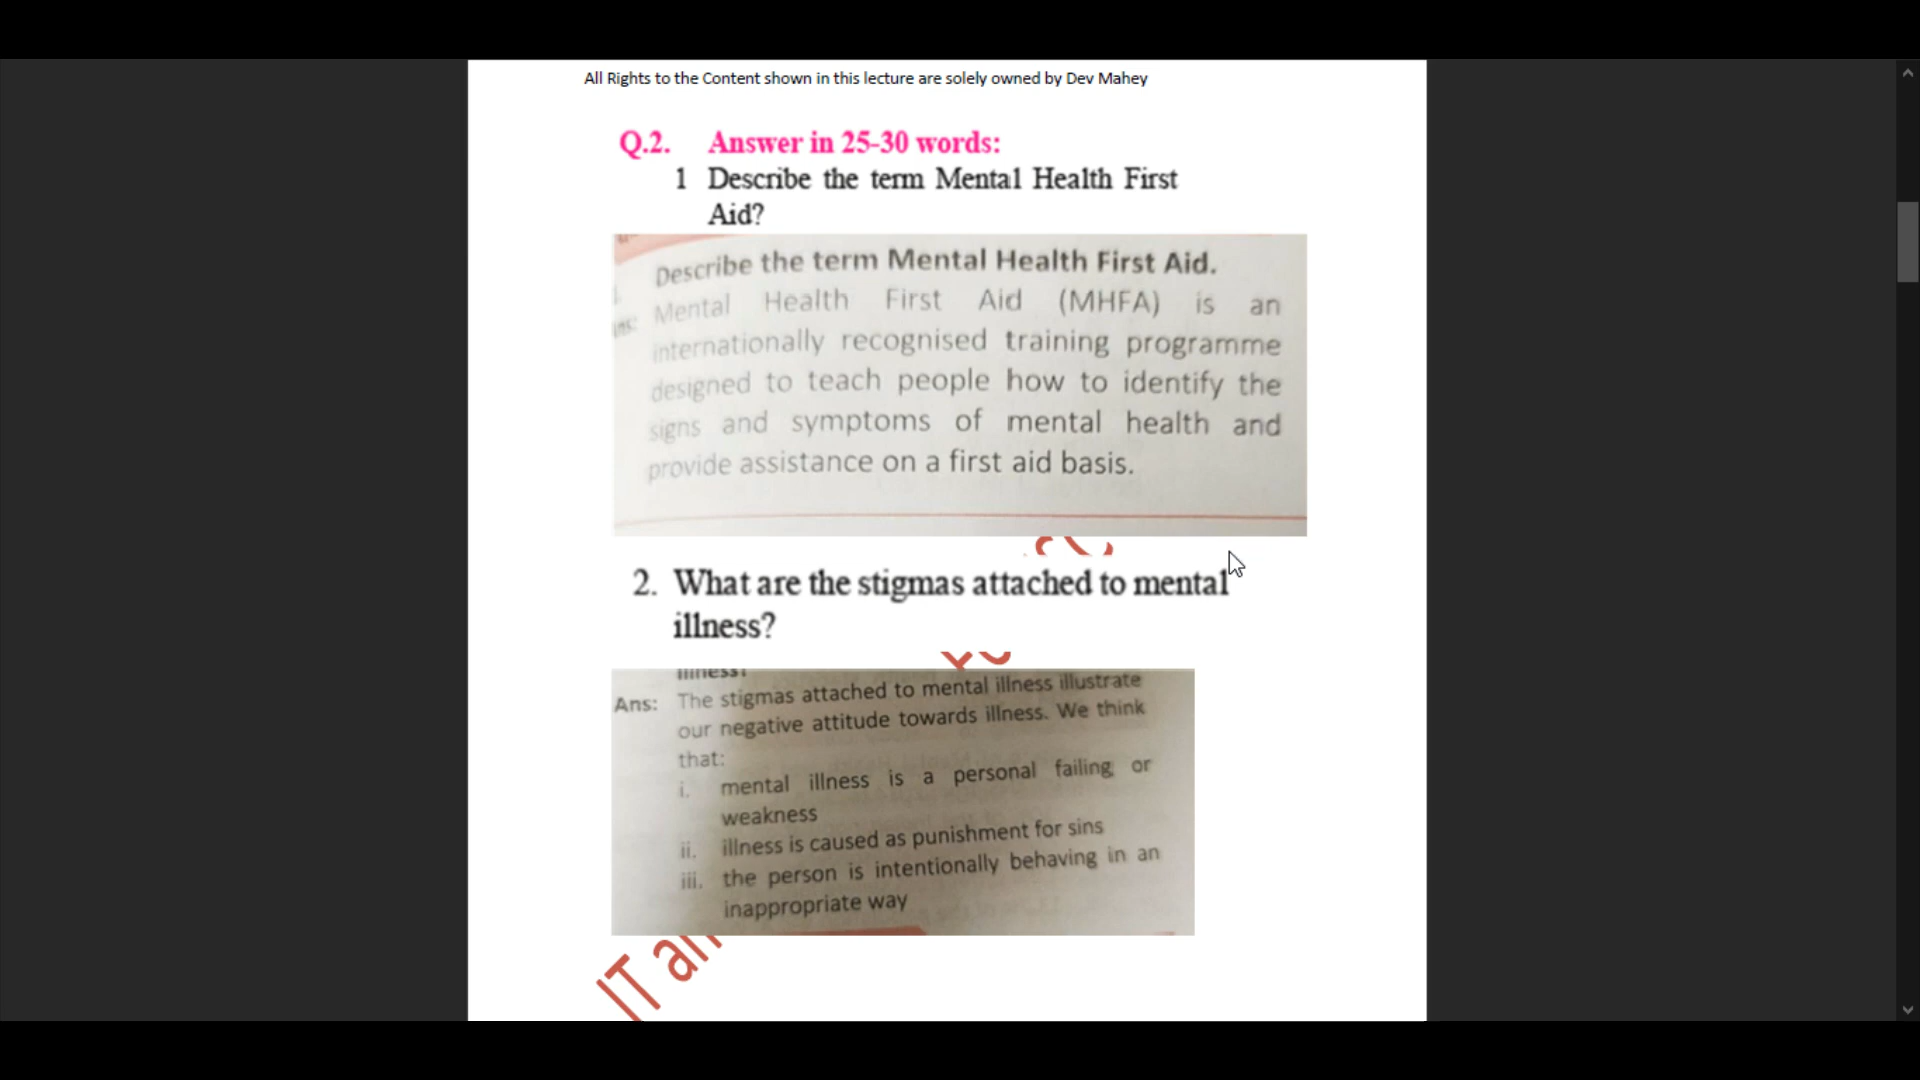 All Rights to the Content shown in this lecture are solely owned by Dev Mahey
Q.2. Answer in 25-30 words:
1 Describe the term Mental Health First
Aid?
Describe the term Mental Health First Aid.
Ans: Mental Health First Aid (MHFA) is an
internationally recognised training programme
designed to teach people how to identify the
signs and symptoms of mental health and
provide assistance on a first aid basis.
2. What are the stigmas attached to mental
illness?
illness?
Ans: The stigmas attached to mental illness illustrate
our negative attitude towards illness. We think
that:
i. mental illness is a personal failing or
weakness
ii. illness is caused as punishment for sins
iii. the person is intentionally behaving in an
inappropriate way
IT an